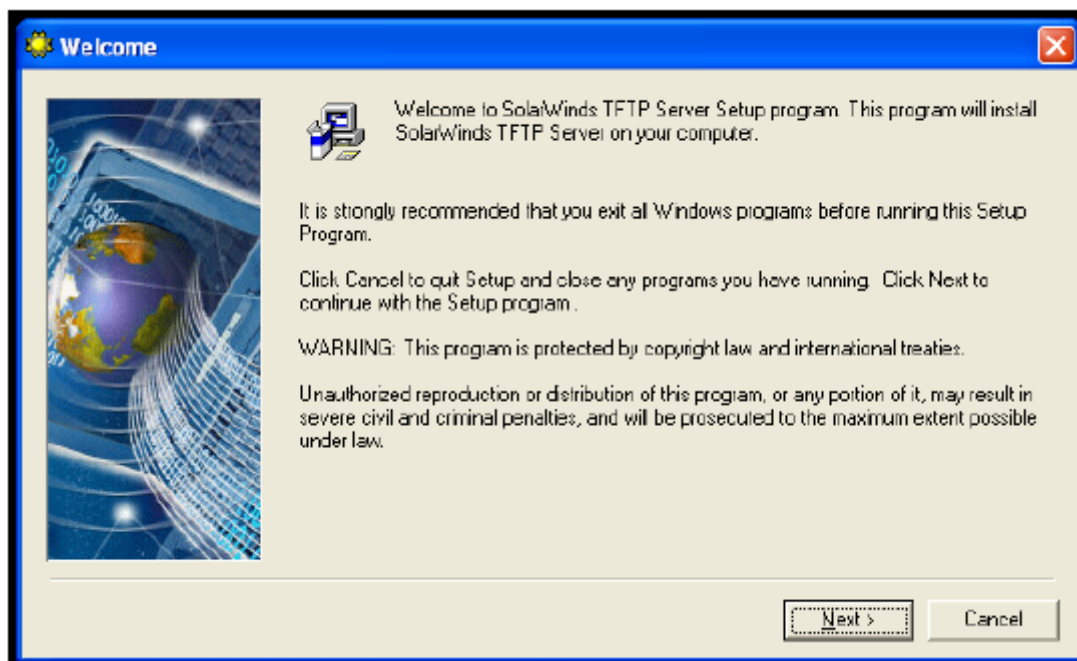 Welcome
Welcome to SolarWinds TFTP Server Setup program. This program will install
SolarWinds TFTP Server on your computer.
It is strongly recommended that you exit all Windows programs before running this Setup
Program.
Click Cancel to quit Setup and close any programs you have running. Click Next to
continue with the Setup program.
WARNING: This program is protected by copyright law and international treaties.
Unauthorized reproduction or distribution of this program, or any portion of it, may result in
severe civil and criminal penalties, and will be prosecuted to the maximum extent possible
under law.
Next >
Cancel